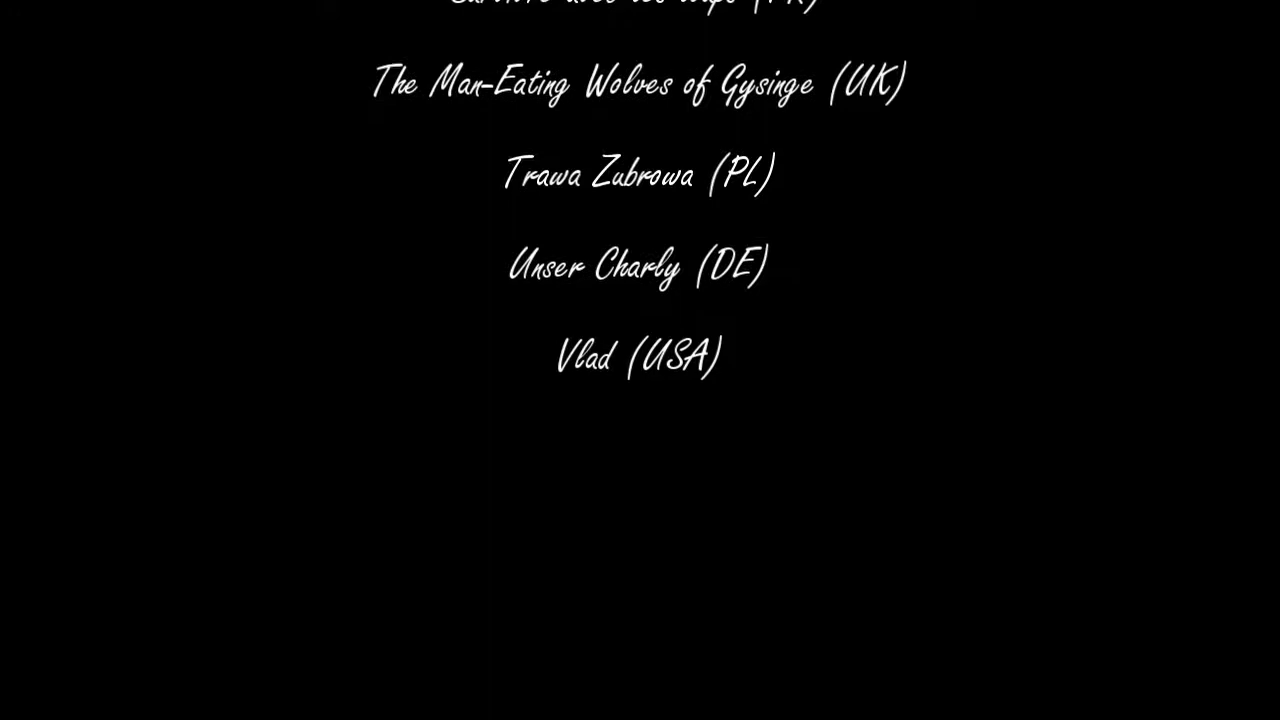 The Man-Eating Wolves of Gysinge (UK)
Trawa Zubrowa (PL)
Unser Charly (DE)
Vlad (USA)